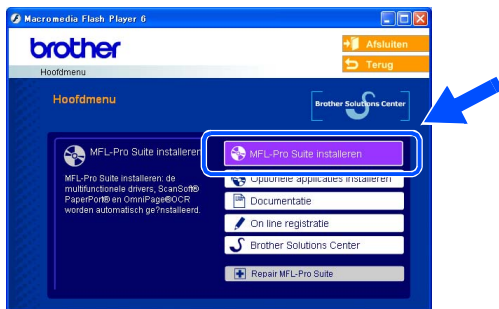 Macromedia Flash Player 6
brother
Afsluiten
Terug
Hoofdmenu
Hoofdmenu
Brother Solutions Center
MFL-Pro Suite installeren
MFL-Pro Suite installeren: de
multifunctionele drivers, ScanSoft®
PaperPort® en OmniPage®OCR
worden automatisch ge?nstalleerd.
MFL-Pro Suite installeren
Optionele applicaties installeren
Documentatie
On line registratie
Brother Solutions Center
Repair MFL-Pro Suite